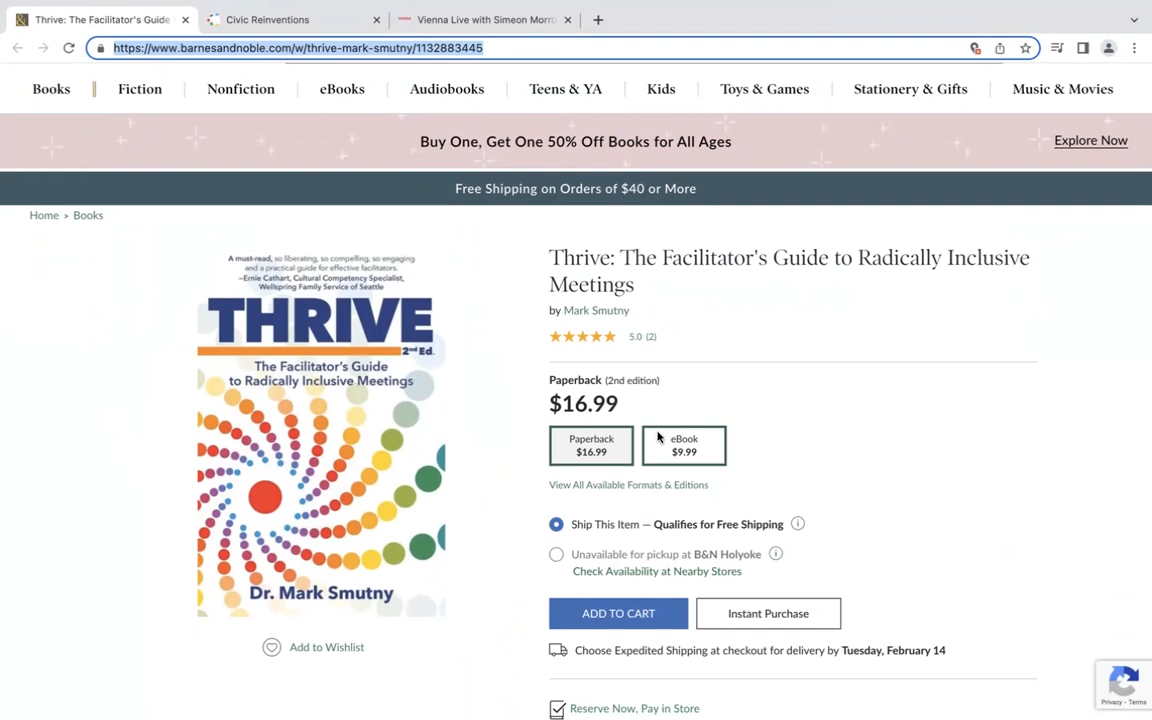 Thrive: The Facilitator's Guide
Civic Reinventions
Vienna Live with Simeon Morro
https://www.barnesandnoble.com/w/thrive-mark-smutny/1132883445
Books
Fiction
Nonfiction
eBooks
Audiobooks
Teens & YA
Kids
Toys & Games
Stationery & Gifts
Music & Movies
Buy One, Get One 50% Off Books for All Ages
Explore Now
Free Shipping on Orders of $40 or More
Home > Books
A must-read, so liberating, so compelling, so engaging
and a practical guide for effective facilitators.
–Ernie Cathart, Cultural Competency Specialist,
Wellspring Family Service of Seattle
THRIVE
2nd Ed.
The Facilitator's Guide
to Radically Inclusive Meetings
Dr. Mark Smutny
Add to Wishlist
Thrive: The Facilitator's Guide to Radically Inclusive
Meetings
by Mark Smutny
5.0 (2)
Paperback (2nd edition)
$16.99
Paperback
$16.99
eBook
$9.99
View All Available Formats & Editions
Ship This Item — Qualifies for Free Shipping
Unavailable for pickup at B&N Holyoke
Check Availability at Nearby Stores
ADD TO CART
Instant Purchase
Choose Expedited Shipping at checkout for delivery by Tuesday, February 14
Reserve Now, Pay in Store
Privacy - Terms